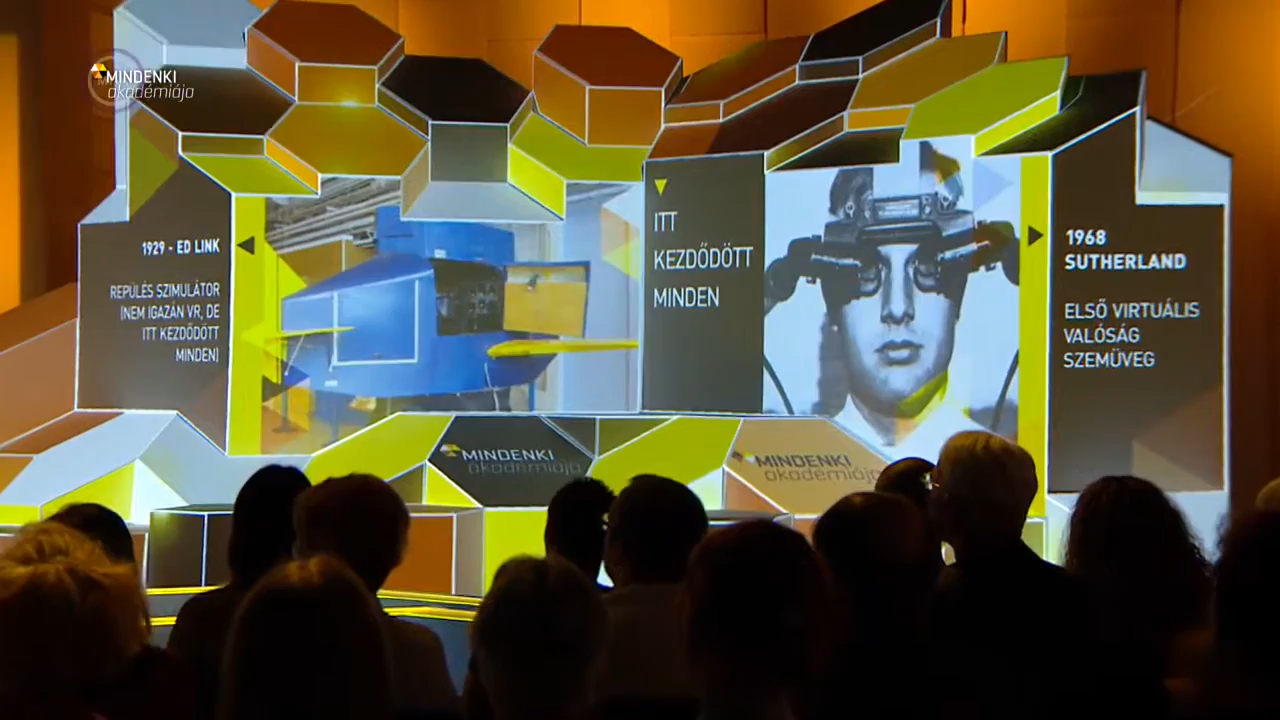 MINDENKI
akadémiája
1929 - ED LINK
REPÜLÉS SZIMULÁTOR
(NEM IGAZÁN VR, DE
ITT KEZDŐDÖTT
MINDEN)
ITT
KEZDŐDÖTT
MINDEN
1968
SUTHERLAND
ELSŐ VIRTUÁLIS
VALÓSÁG
SZEMÜVEG
MINDENKI
akadémiája
MINDENKI
akadémiája